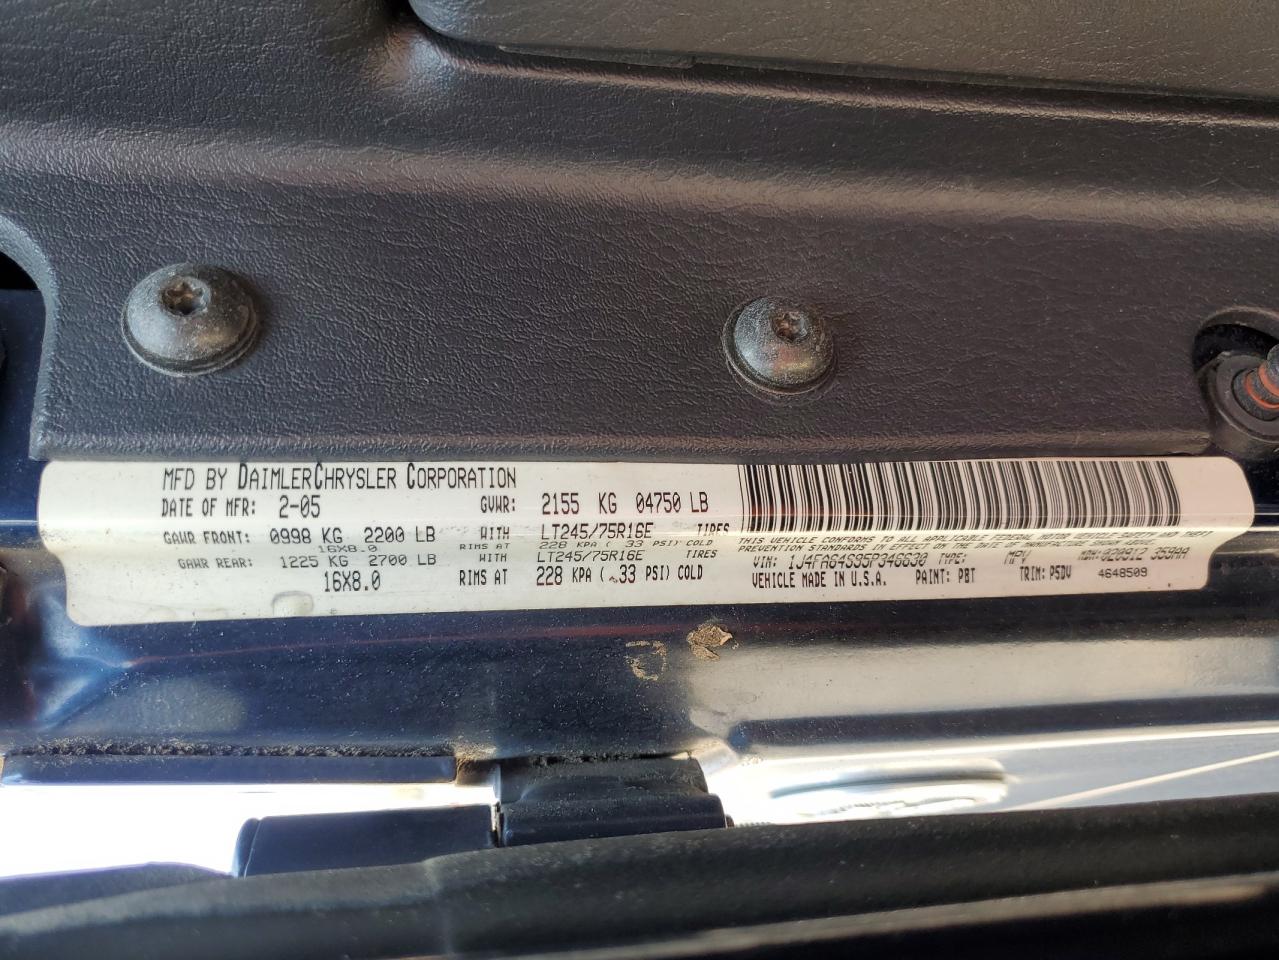 MFD BY DAIMLERCHRYSLER CORPORATION
DATE OF MFR: 2-05 GVWR: 2155 KG 04750 LB
GAWR FRONT: 0998 KG 2200 LB WITH LT245/75R16E TIRES
16X8.0 RIMS AT 228 KPA ( 33 PSI) COLD
GAWR REAR: 1225 KG 2700 LB WITH LT245/75R16E TIRES
16X8.0 RIMS AT 228 KPA ( 33 PSI) COLD
THIS VEHICLE CONFORMS TO ALL APPLICABLE FEDERAL MOTOR VEHICLE SAFETY AND THEFT
PREVENTION STANDARDS IN EFFECT ON THE DATE OF MANUFACTURE SHOWN ABOVE
VIN: 1J4FA64S95P346630 TYPE: MPV
VEHICLE MADE IN U.S.A. PAINT: PBT TRIM: P5DV 4648509